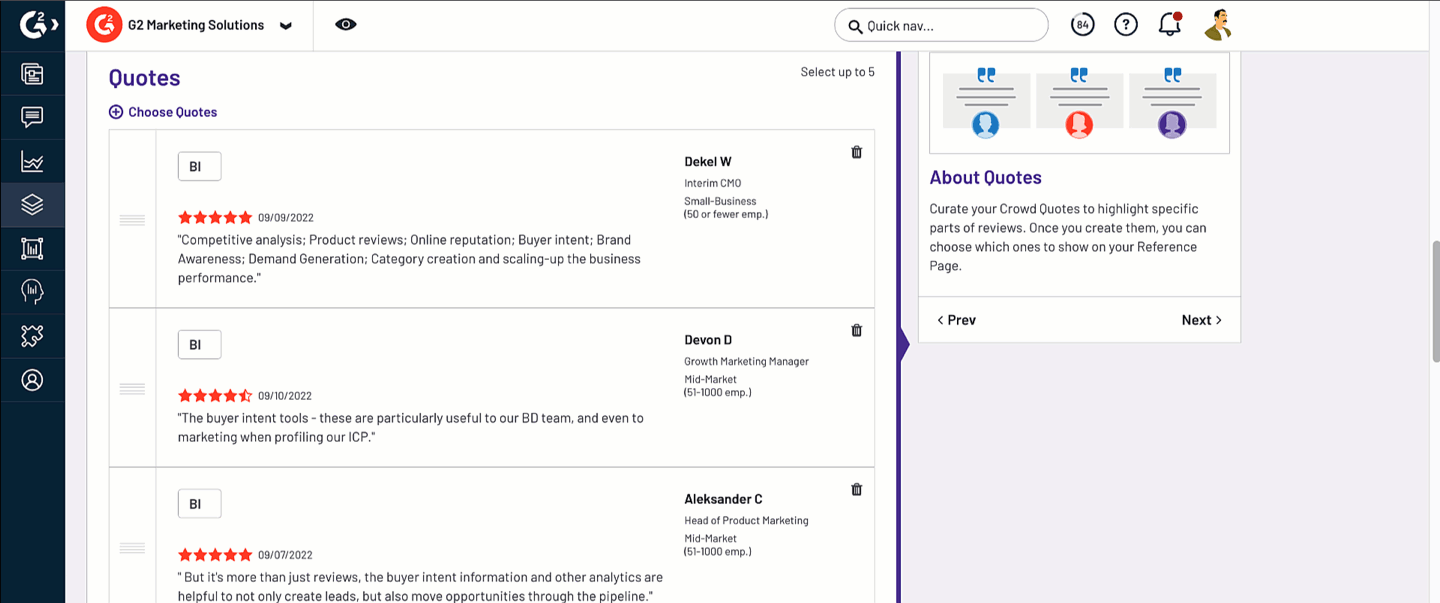 G2 Marketing Solutions
Quick nav...
84
?
Quotes
Select up to 5
Choose Quotes
BI
09/09/2022
"Competitive analysis; Product reviews; Online reputation; Buyer intent; Brand
Awareness; Demand Generation; Category creation and scaling-up the business
performance."
Dekel W
Interim CMO
Small-Business
(50 or fewer emp.)
BI
09/10/2022
"The buyer intent tools - these are particularly useful to our BD team, and even to
marketing when profiling our ICP."
Devon D
Growth Marketing Manager
Mid-Market
(51-1000 emp.)
BI
09/07/2022
" But it's more than just reviews, the buyer intent information and other analytics are
helpful to not only create leads, but also move opportunities through the pipeline."
Aleksander C
Head of Product Marketing
Mid-Market
(51-1000 emp.)
About Quotes
Curate your Crowd Quotes to highlight specific
parts of reviews. Once you create them, you can
choose which ones to show on your Reference
Page.
Prev
Next